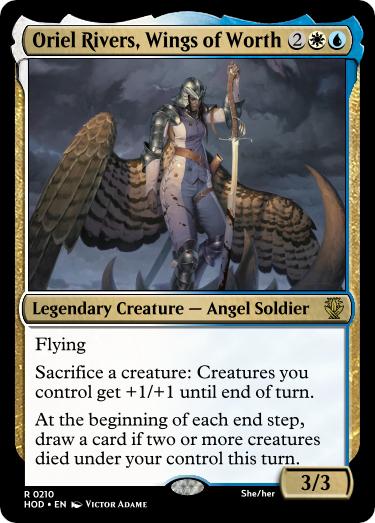 Oriel Rivers, Wings of Worth 2
Legendary Creature — Angel Soldier
Flying
Sacrifice a creature: Creatures you
control get +1/+1 until end of turn.
At the beginning of each end step,
draw a card if two or more creatures
died under your control this turn.
3/3
R 0210
HOD • EN Victor Adame
She/her